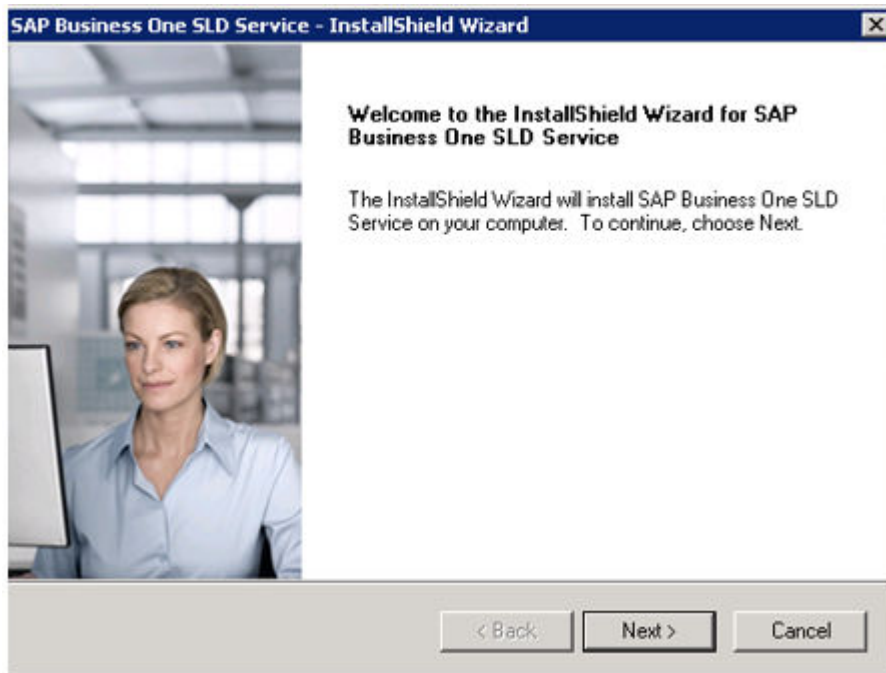 SAP Business One SLD Service - InstallShield Wizard
Welcome to the InstallShield Wizard for SAP
Business One SLD Service
The InstallShield Wizard will install SAP Business One SLD
Service on your computer.  To continue, choose Next.
< Back
Next >
Cancel